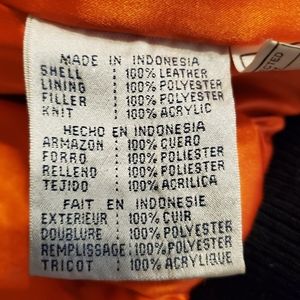 MADE IN INDONESIA
SHELL : 100% LEATHER
LINING : 100% POLYESTER
FILLER : 100% POLYESTER
KNIT : 100% ACRYLIC
HECHO EN INDONESIA
ARMAZON : 100% CUERO
FORRO : 100% POLIESTER
RELLENO : 100% POLIESTER
TEJIDO : 100% ACRILICA
FAIT EN INDONESIE
EXTERIEUR : 100% CUIR
DOUBLURE : 100% POLYESTER
REMPLISSAGE: 100% POLYESTER
TRICOT : 100% ACRYLIQUE